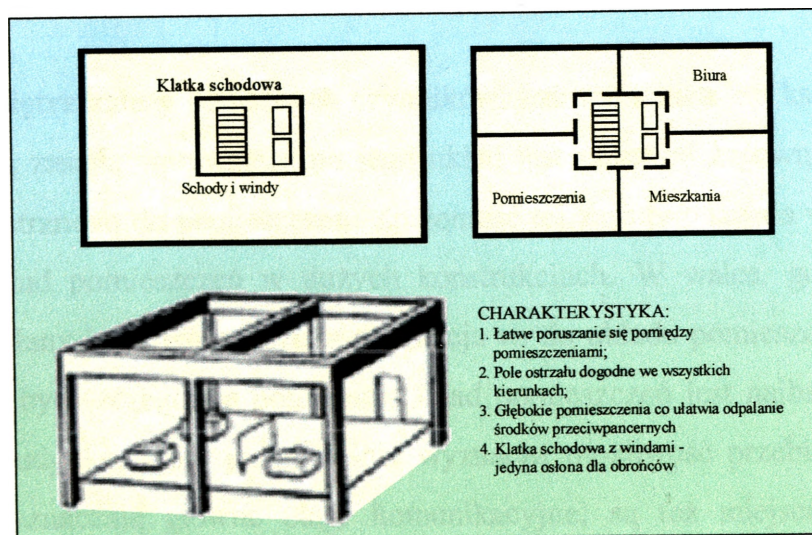 Klatka schodowa
Schody i windy
Biura
Pomieszczenia
Mieszkania
CHARAKTERYSTYKA:
1. Łatwe poruszanie się pomiędzy
pomieszczeniami;
2. Pole ostrzału dogodne we wszystkich
kierunkach;
3. Głębokie pomieszczenia co ułatwia odpalanie
środków przeciwpancernych
4. Klatka schodowa z windami -
jedyna osłona dla obrońców